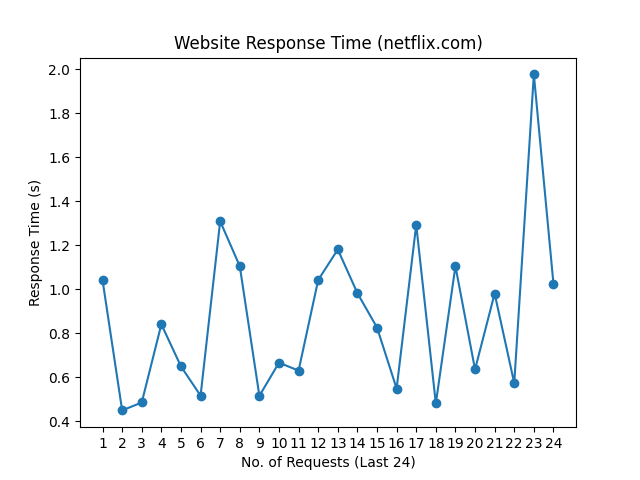 Website Response Time (netflix.com)
2.0
1.8
1.6
1.4
1.2
1.0
0.8
0.6
0.4
Response Time (s)
1 2 3 4 5 6 7 8 9 10 11 12 13 14 15 16 17 18 19 20 21 22 23 24
No. of Requests (Last 24)